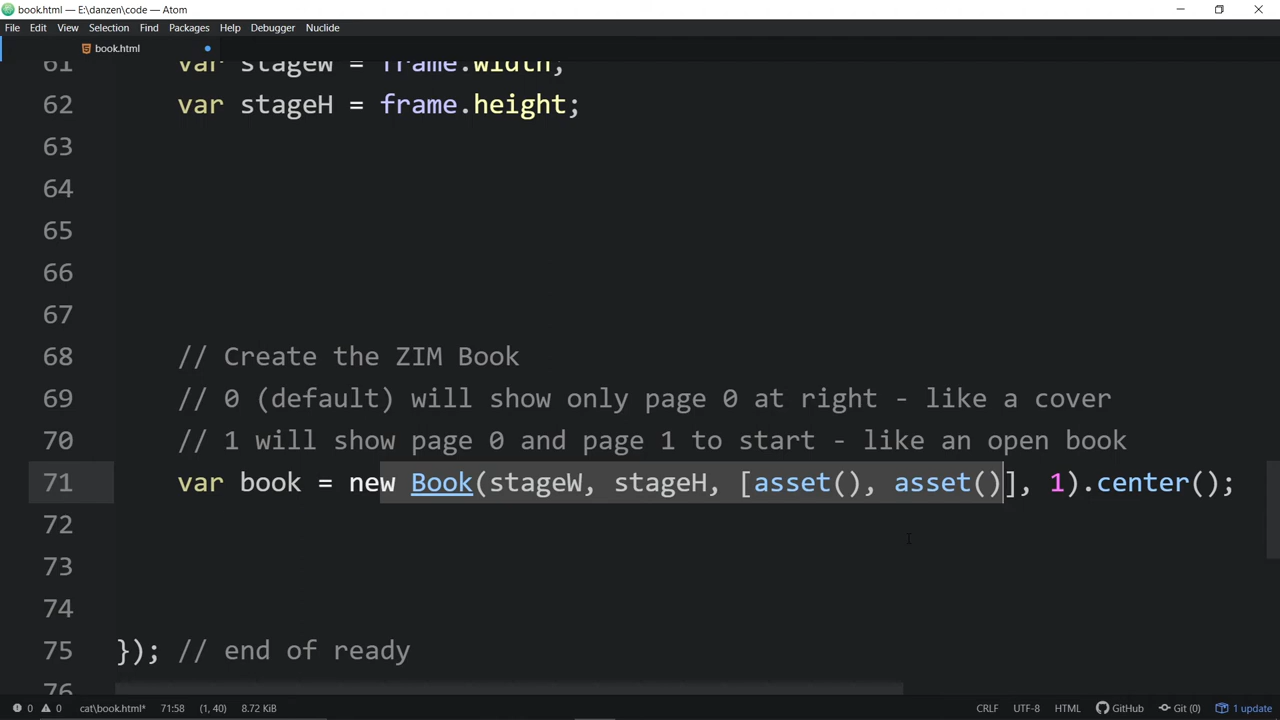 book.html — E:\danzen\code — Atom
File Edit View Selection Find Packages Help Debugger Nuclide
book.html
61 var stageW = frame.width;
62 var stageH = frame.height;
63
64
65
66
67
68 // Create the ZIM Book
69 // 0 (default) will show only page 0 at right - like a cover
70 // 1 will show page 0 and page 1 to start - like an open book
71 var book = new Book(stageW, stageH, [asset(), asset()], 1).center();
72
73
74
75 }); // end of ready
76
0 0 cat\book.html* 71:58 (1, 40) 8.72 KiB CRLF UTF-8 HTML GitHub Git (0) 1 update